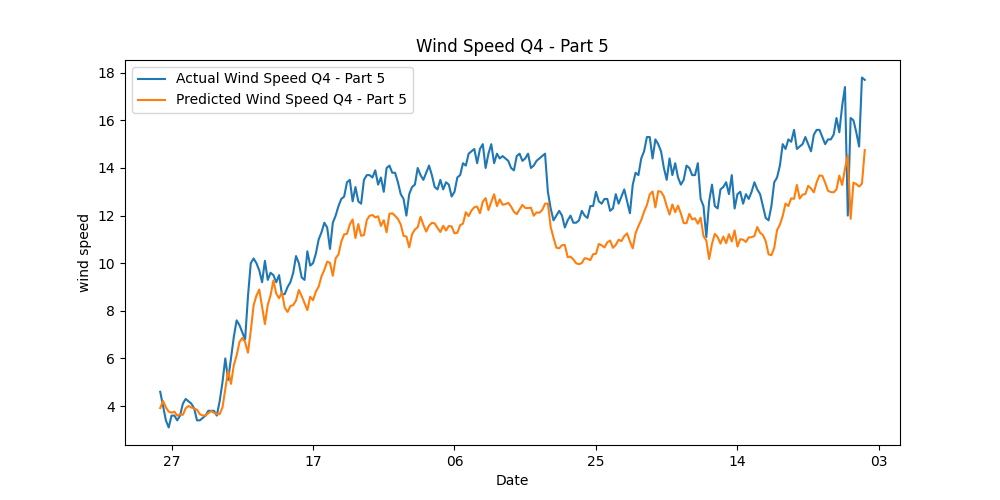 Wind Speed Q4 - Part 5
Actual Wind Speed Q4 - Part 5
Predicted Wind Speed Q4 - Part 5
wind speed
18
16
14
12
10
8
6
4
27
17
06
25
14
03
Date